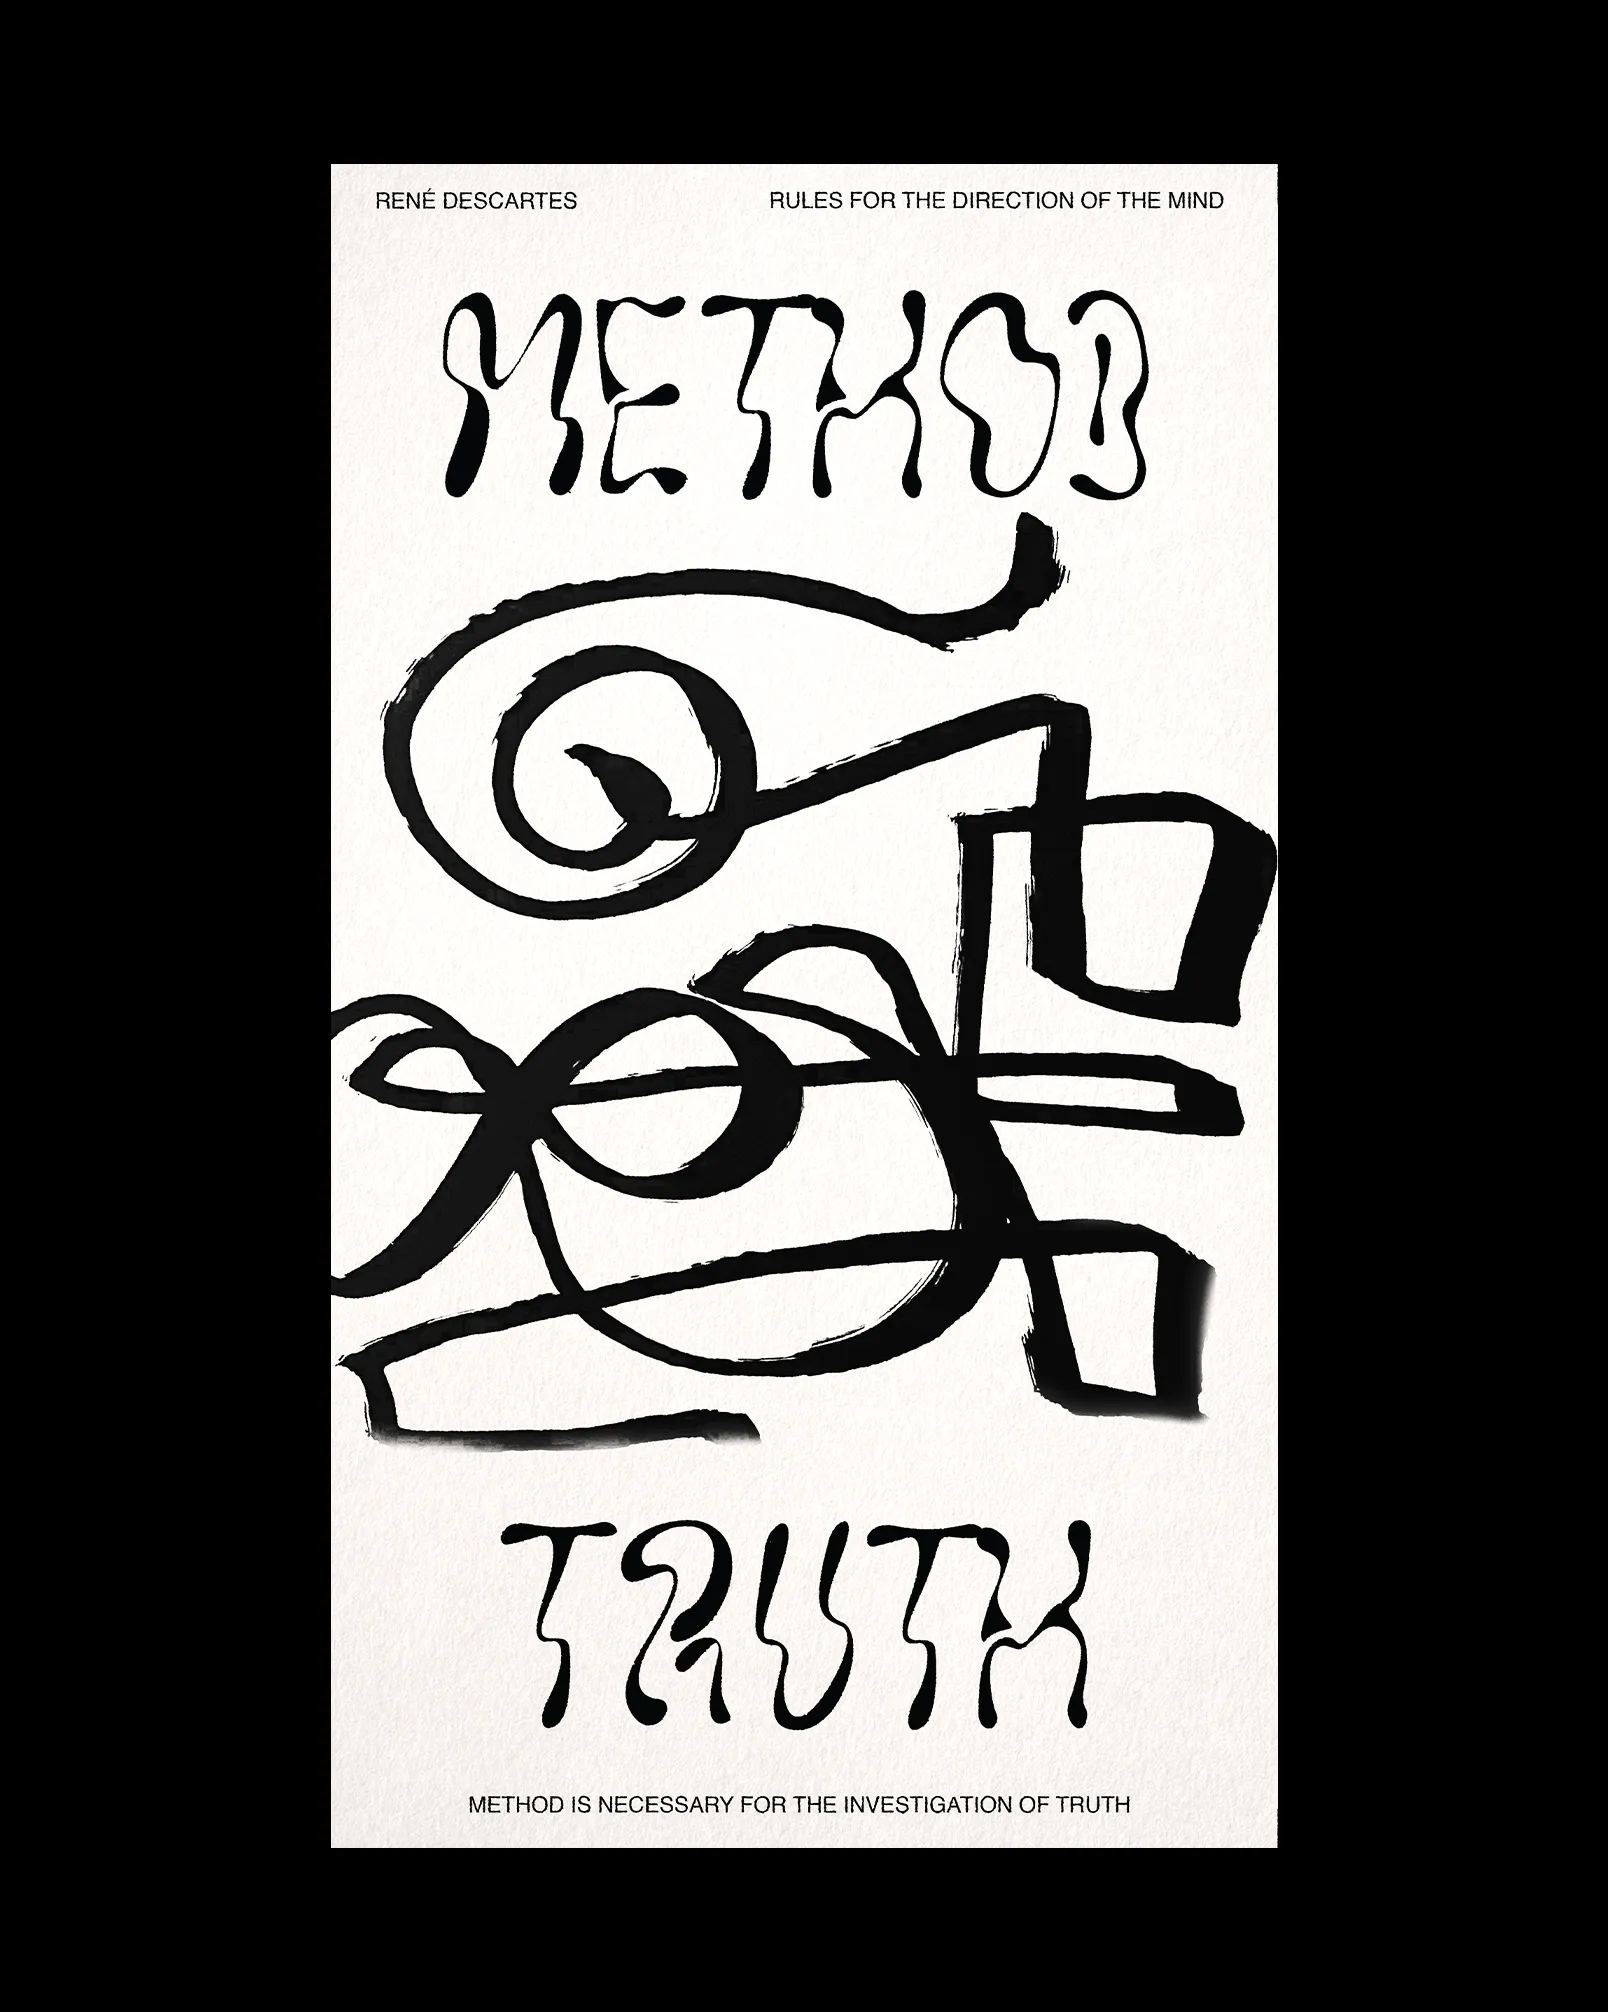 RENÉ DESCARTES
RULES FOR THE DIRECTION OF THE MIND
METHOD
TRUTH
METHOD IS NECESSARY FOR THE INVESTIGATION OF TRUTH